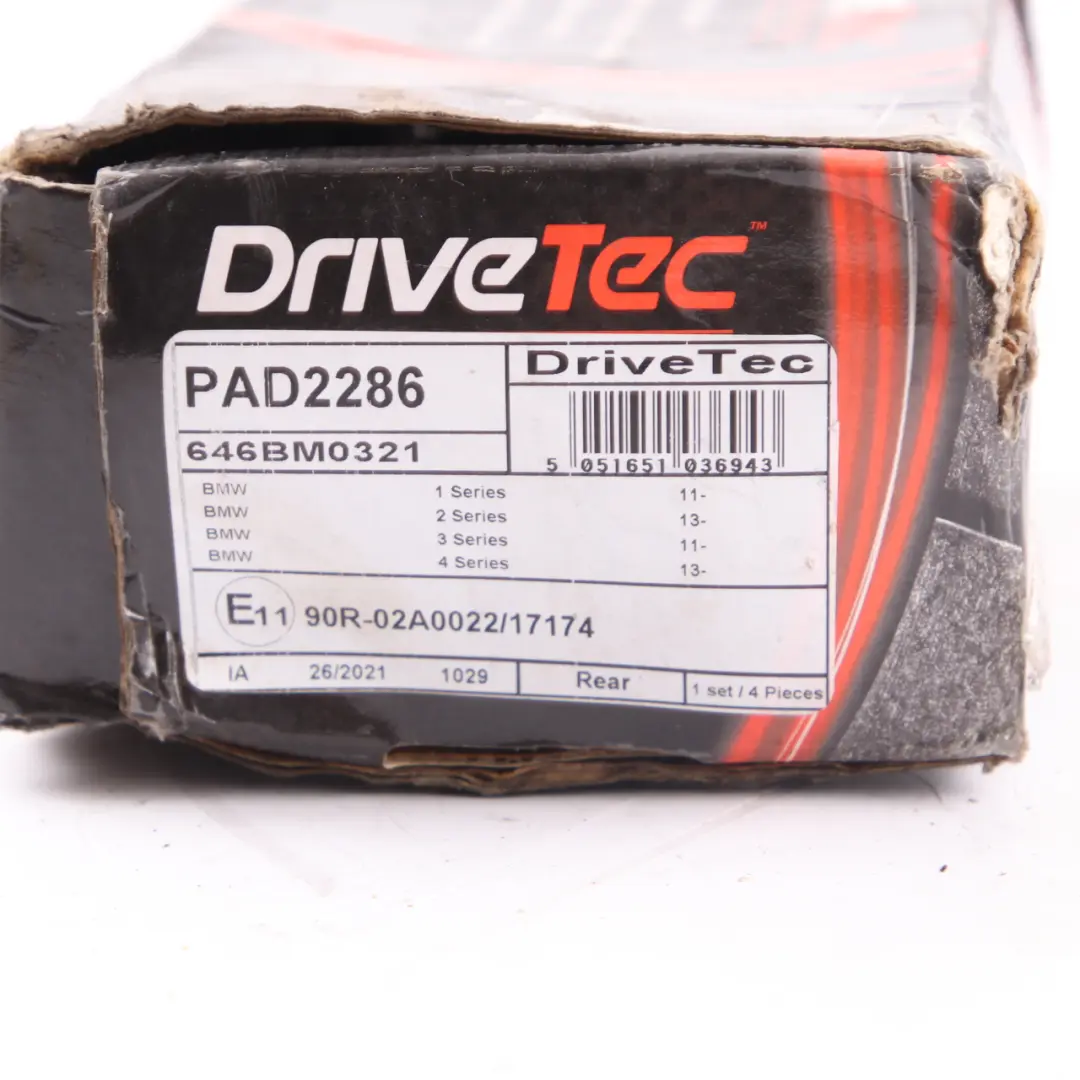 DriveTec™
PAD2286
DriveTec
646BM0321
5 051651 036943
BMW 1 Series 11-
BMW 2 Series 13-
BMW 3 Series 11-
BMW 4 Series 13-
E11 90R-02A0022/17174
IA 26/2021 1029 Rear 1 set / 4 Pieces